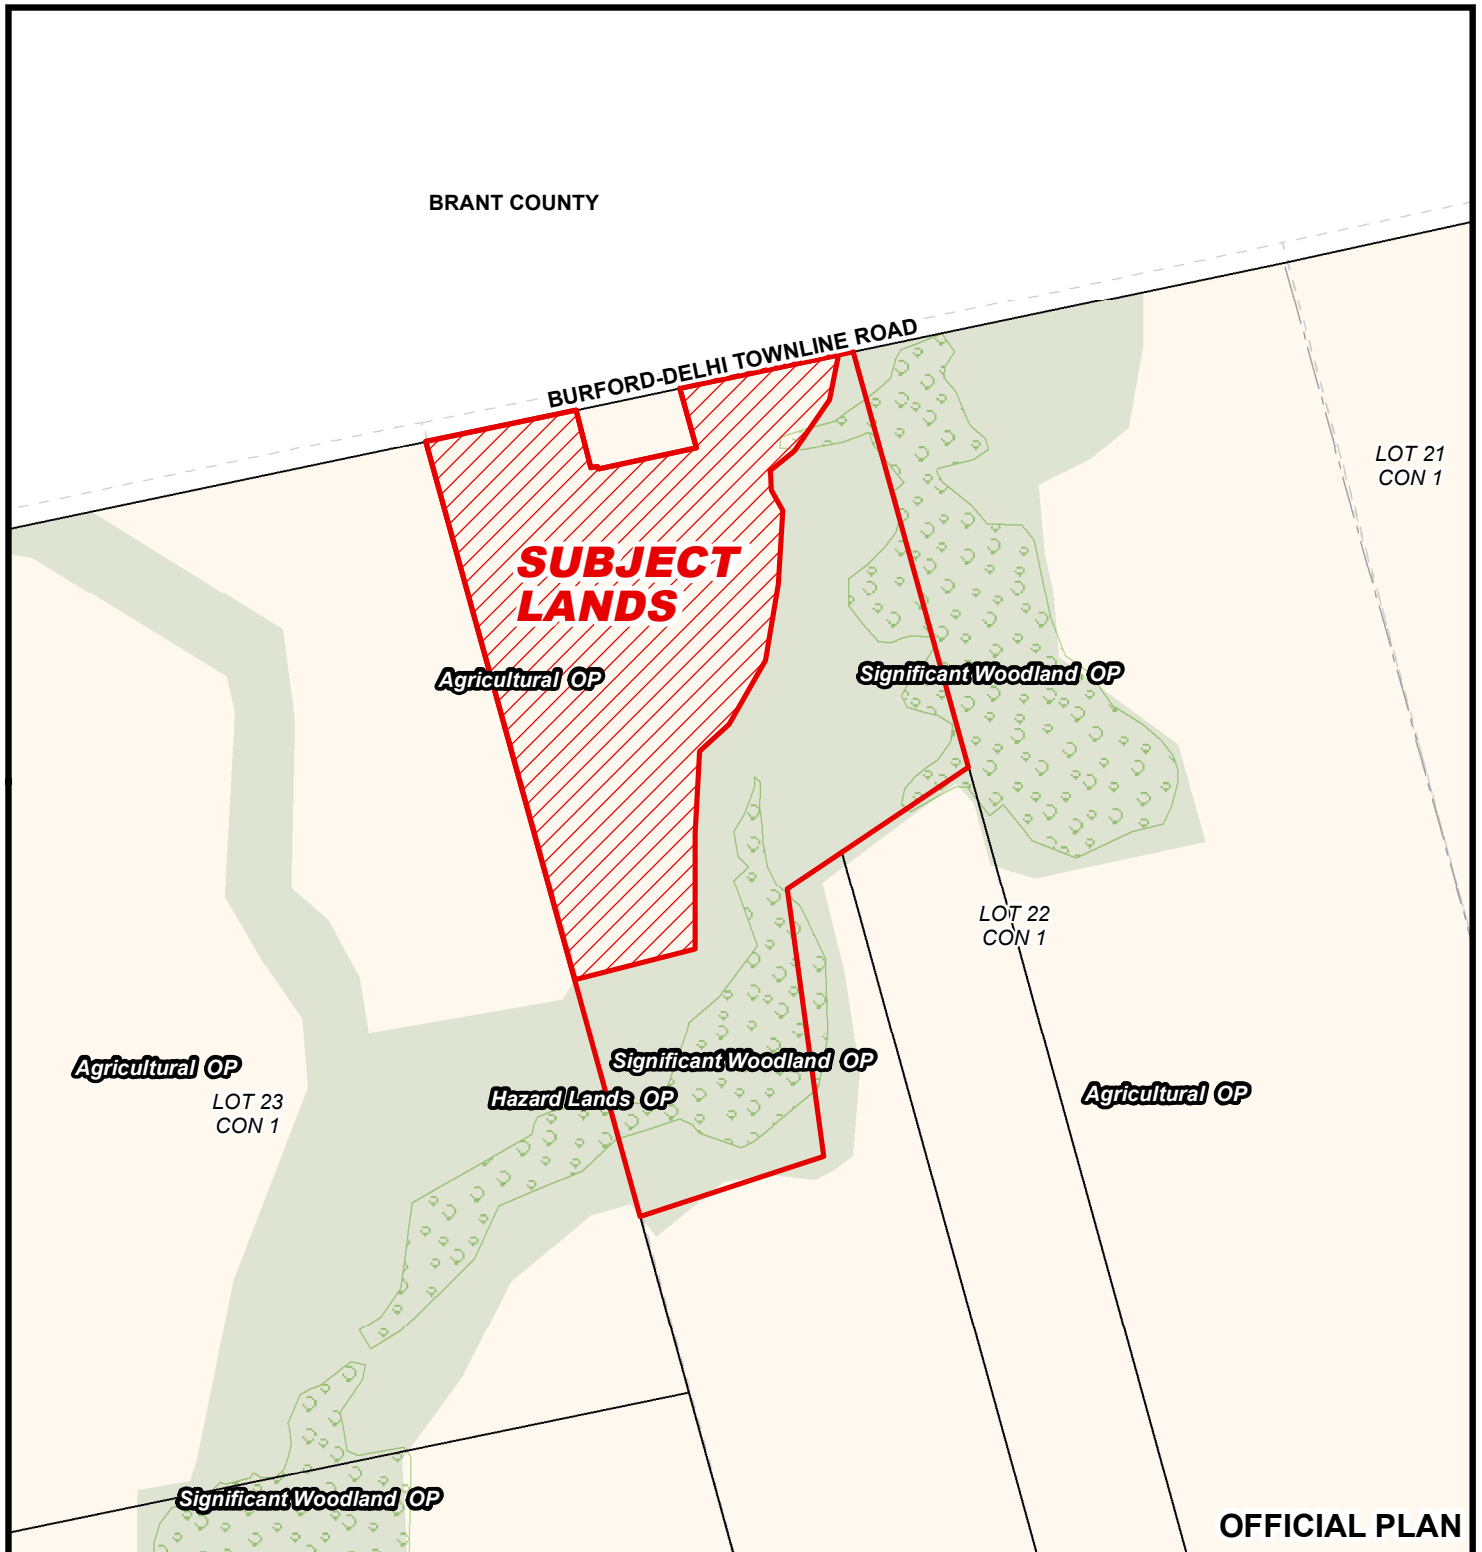 BRANT COUNTY
BURFORD-DELHI TOWNLINE ROAD
LOT 21
CON 1
SUBJECT
LANDS
Agricultural OP
Significant Woodland OP
LOT 22
CON 1
Significant Woodland OP
Agricultural OP
Hazard Lands OP
Agricultural OP
LOT 23
CON 1
Significant Woodland OP
OFFICIAL PLAN